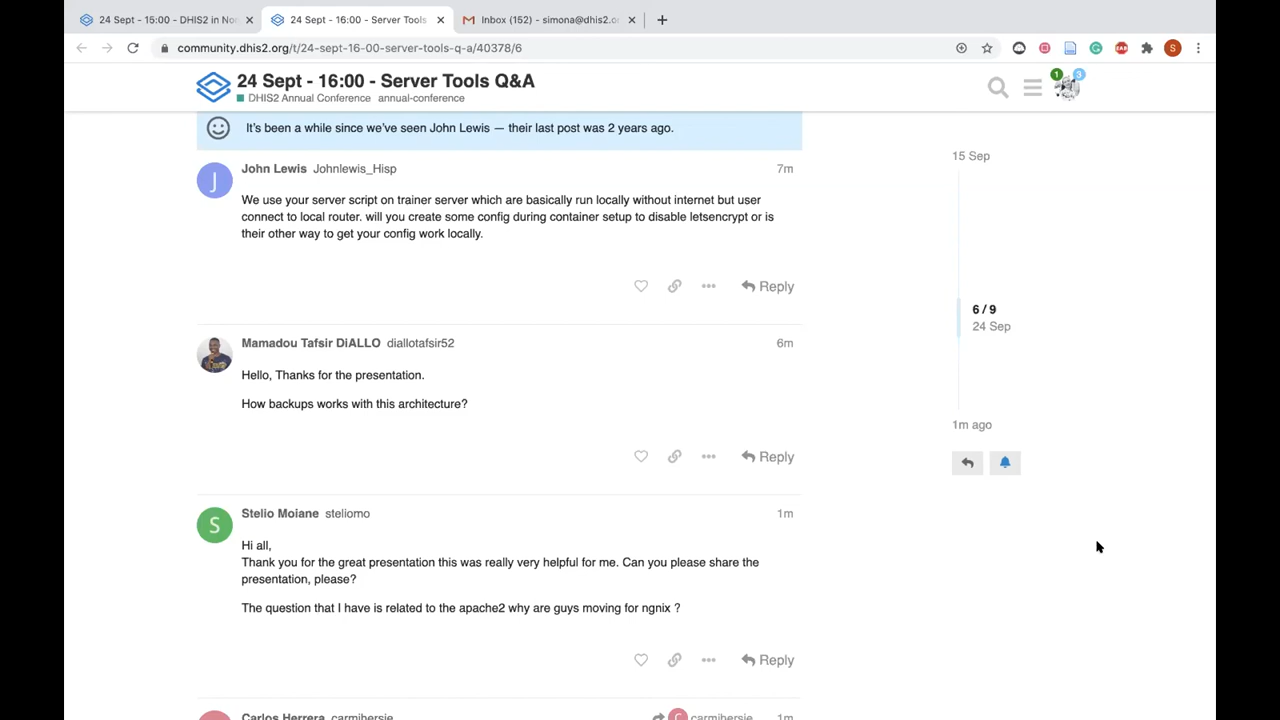 24 Sept - 15:00 - DHIS2 in No
24 Sept - 16:00 - Server Tools
Inbox (152) - simona@dhis2.or
community.dhis2.org/t/24-sept-16-00-server-tools-q-a/40378/6
S
24 Sept - 16:00 - Server Tools Q&A
DHIS2 Annual Conference annual-conference
1
3
It's been a while since we've seen John Lewis — their last post was 2 years ago.
J
John Lewis Johnlewis_Hisp 7m
We use your server script on trainer server which are basically run locally without internet but user
connect to local router. will you create some config during container setup to disable letsencrypt or is
their other way to get your config work locally.
Reply
Mamadou Tafsir DiALLO diallotafsir52 6m
Hello, Thanks for the presentation.
How backups works with this architecture?
Reply
S
Stelio Moiane steliomo 1m
Hi all,
Thank you for the great presentation this was really very helpful for me. Can you please share the
presentation, please?
The question that I have is related to the apache2 why are guys moving for ngnix ?
Reply
Carlos Herrera carmihersie C carmihersie 1m
15 Sep
6 / 9
24 Sep
1m ago